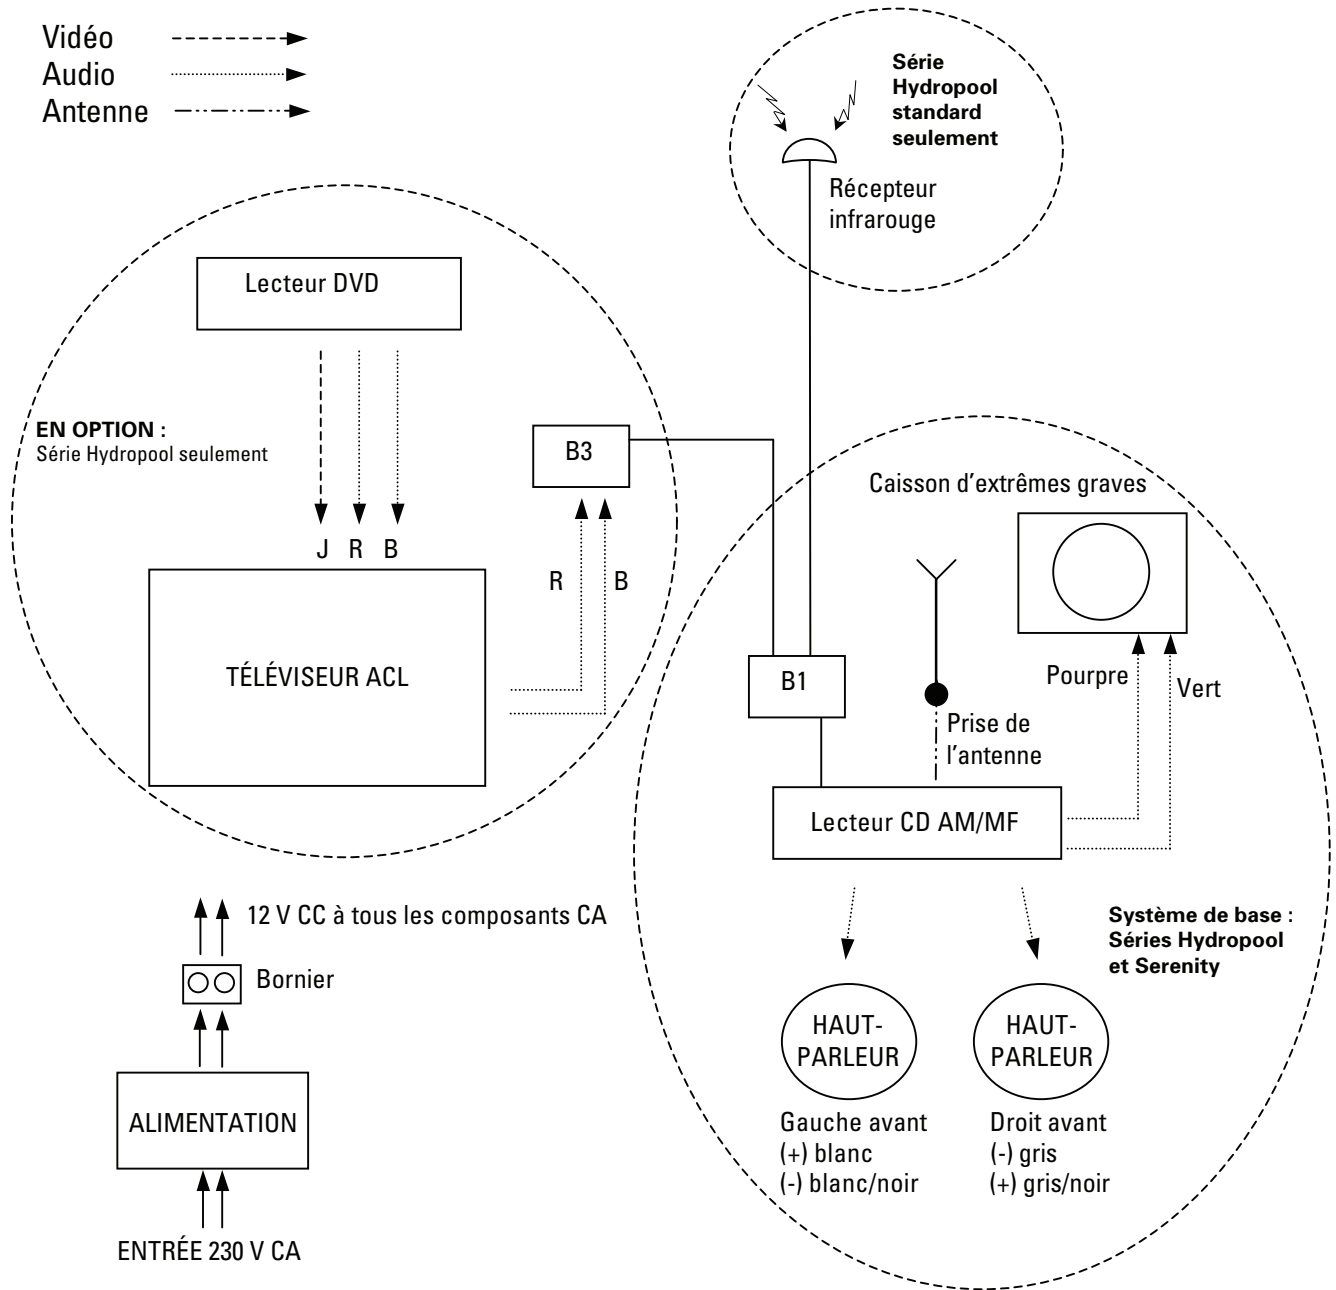 Vidéo
Audio
Antenne
Série
Hydropool
standard
seulement
Récepteur
infrarouge
Lecteur DVD
EN OPTION :
Série Hydropool seulement
J R B
B3
R B
TÉLÉVISEUR ACL
Caisson d'extrêmes graves
B1
Pourpre
Vert
Prise de
l'antenne
Lecteur CD AM/MF
12 V CC à tous les composants CA
Bornier
ALIMENTATION
ENTRÉE 230 V CA
Système de base :
Séries Hydropool
et Serenity
HAUT-
PARLEUR
Gauche avant
(+) blanc
(-) blanc/noir
HAUT-
PARLEUR
Droit avant
(-) gris
(+) gris/noir